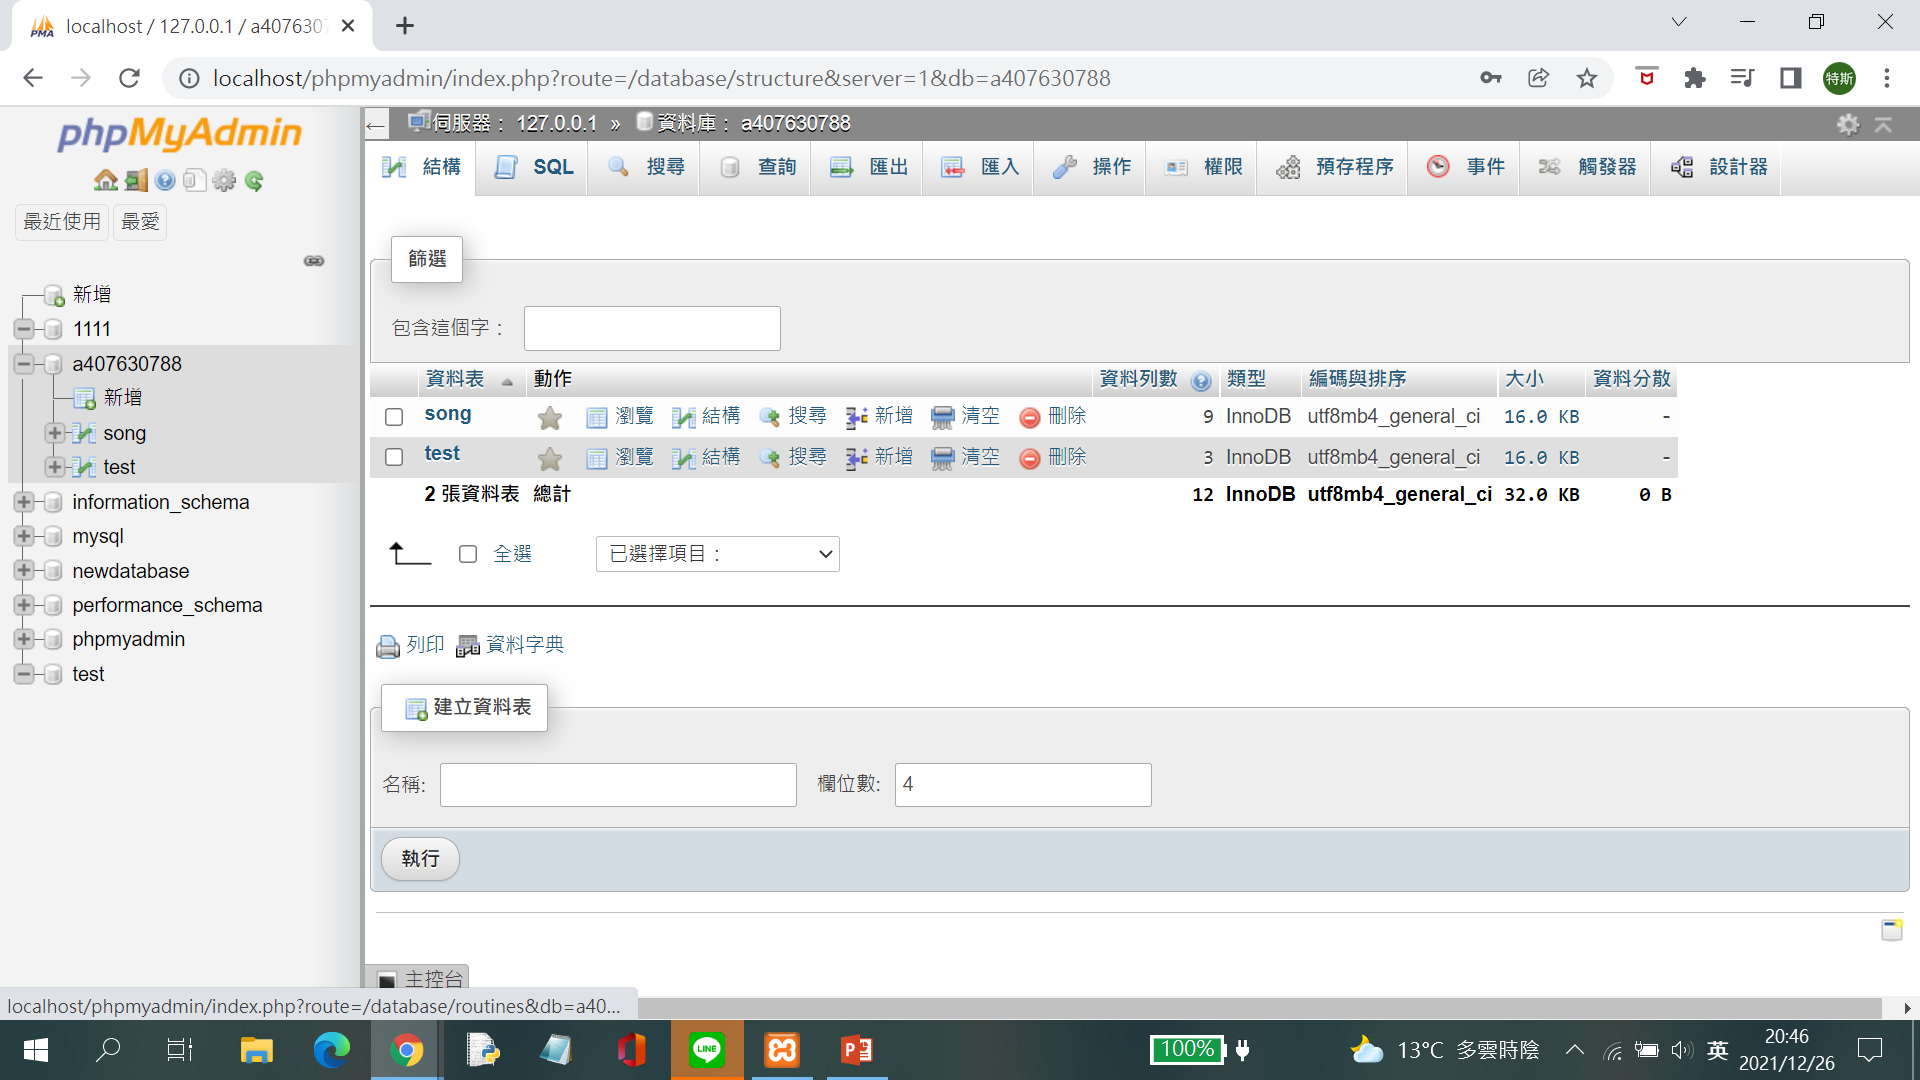 localhost / 127.0.0.1 / a407630
localhost/phpmyadmin/index.php?route=/database/structure&server=1&db=a407630788
特斯
phpMyAdmin
最近使用 最愛
新增
1111
a407630788
新增
song
test
information_schema
mysql
newdatabase
performance_schema
phpmyadmin
test
伺服器： 127.0.0.1 » 資料庫： a407630788
結構 SQL 搜尋 查詢 匯出 匯入 操作 權限 預存程序 事件 觸發器 設計器
篩選
包含這個字：
資料表 動作 資料列數 類型 編碼與排序 大小 資料分散
song 瀏覽 結構 搜尋 新增 清空 刪除 9 InnoDB utf8mb4_general_ci 16.0 KB -
test 瀏覽 結構 搜尋 新增 清空 刪除 3 InnoDB utf8mb4_general_ci 16.0 KB -
2 張資料表 總計 12 InnoDB utf8mb4_general_ci 32.0 KB 0 B
全選 已選擇項目：
列印 資料字典
建立資料表
名稱: 欄位數: 4
執行
主控台
localhost/phpmyadmin/index.php?route=/database/routines&db=a40...
LINE
100%
13°C 多雲時陰
英
20:46
2021/12/26